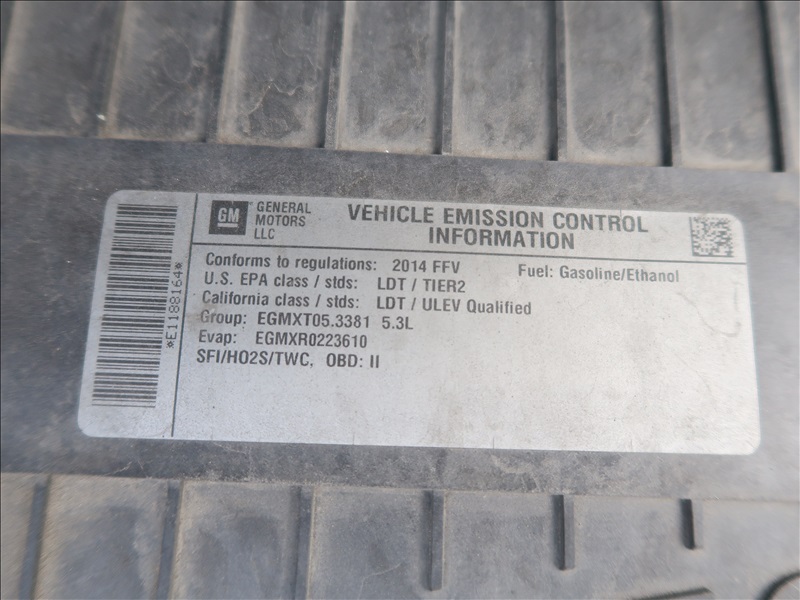 *E1188164*
GM
GENERAL
MOTORS
LLC
VEHICLE EMISSION CONTROL
INFORMATION
Conforms to regulations: 2014 FFV Fuel: Gasoline/Ethanol
U.S. EPA class / stds: LDT / TIER2
California class / stds: LDT / ULEV Qualified
Group: EGMXT05.3381 5.3L
Evap: EGMXR0223610
SFI/HO2S/TWC, OBD: II